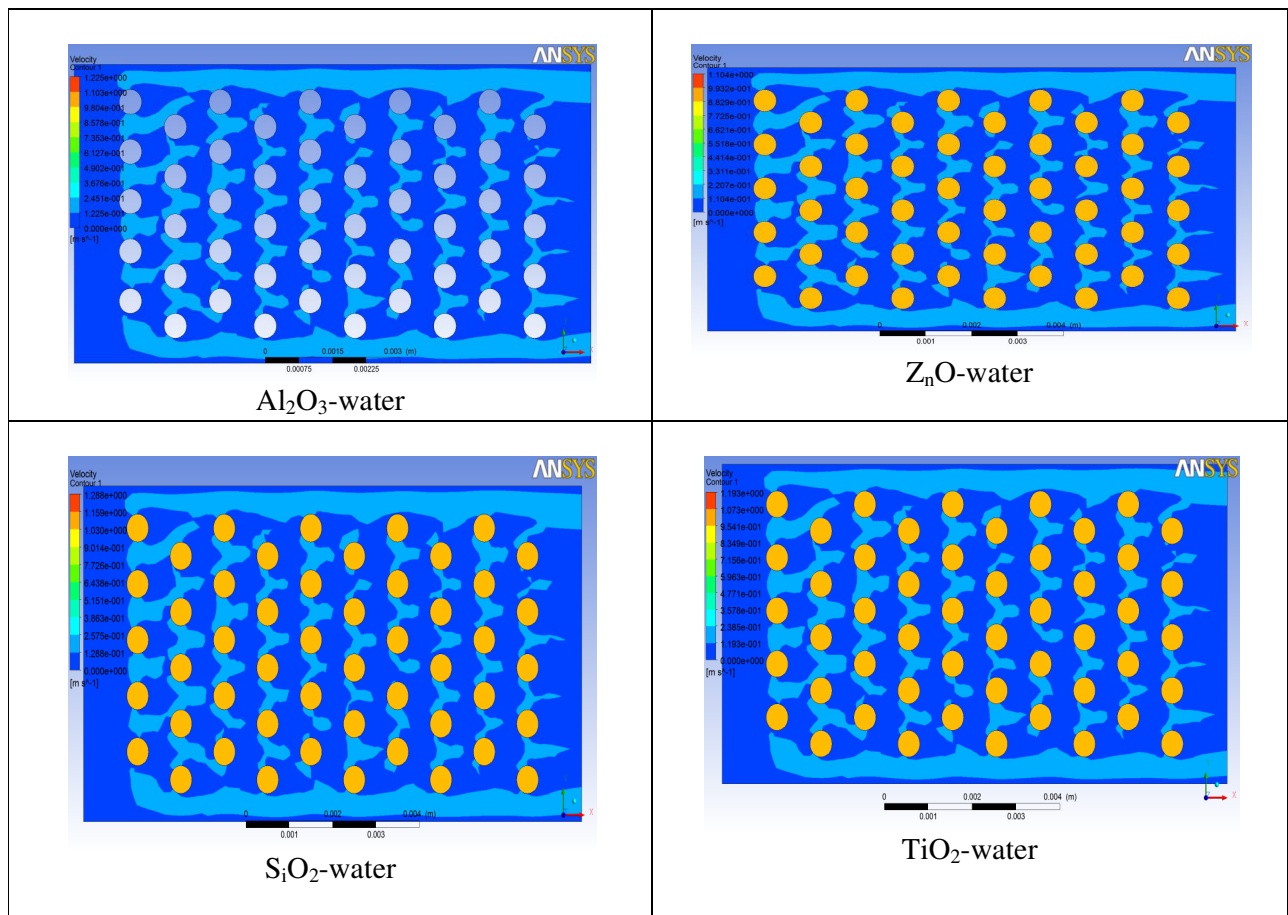 ANSYS
Velocity
Contour 1
1.225e+000
1.103e+000
9.804e-001
8.578e-001
7.353e-001
6.127e-001
4.902e-001
3.676e-001
2.451e-001
1.225e-001
0.000e+000
[m s^-1]
0 0.0015 0.003 (m)
0.00075 0.00225
Al₂O₃-water
ANSYS
Velocity
Contour 1
1.104e+000
9.932e-001
8.829e-001
7.725e-001
6.621e-001
5.518e-001
4.414e-001
3.311e-001
2.207e-001
1.104e-001
0.000e+000
[m s^-1]
0 0.002 0.004 (m)
0.001 0.003
ZₙO-water
ANSYS
Velocity
Contour 1
1.288e+000
1.159e+000
1.030e+000
9.014e-001
7.726e-001
6.438e-001
5.151e-001
3.863e-001
2.575e-001
1.288e-001
0.000e+000
[m s^-1]
0 0.002 0.004 (m)
0.001 0.003
SᵢO₂-water
ANSYS
Velocity
Contour 1
1.193e+000
1.073e+000
9.541e-001
8.349e-001
7.156e-001
5.963e-001
4.771e-001
3.578e-001
2.385e-001
1.193e-001
0.000e+000
[m s^-1]
0 0.002 0.004 (m)
0.001 0.003
TiO₂-water